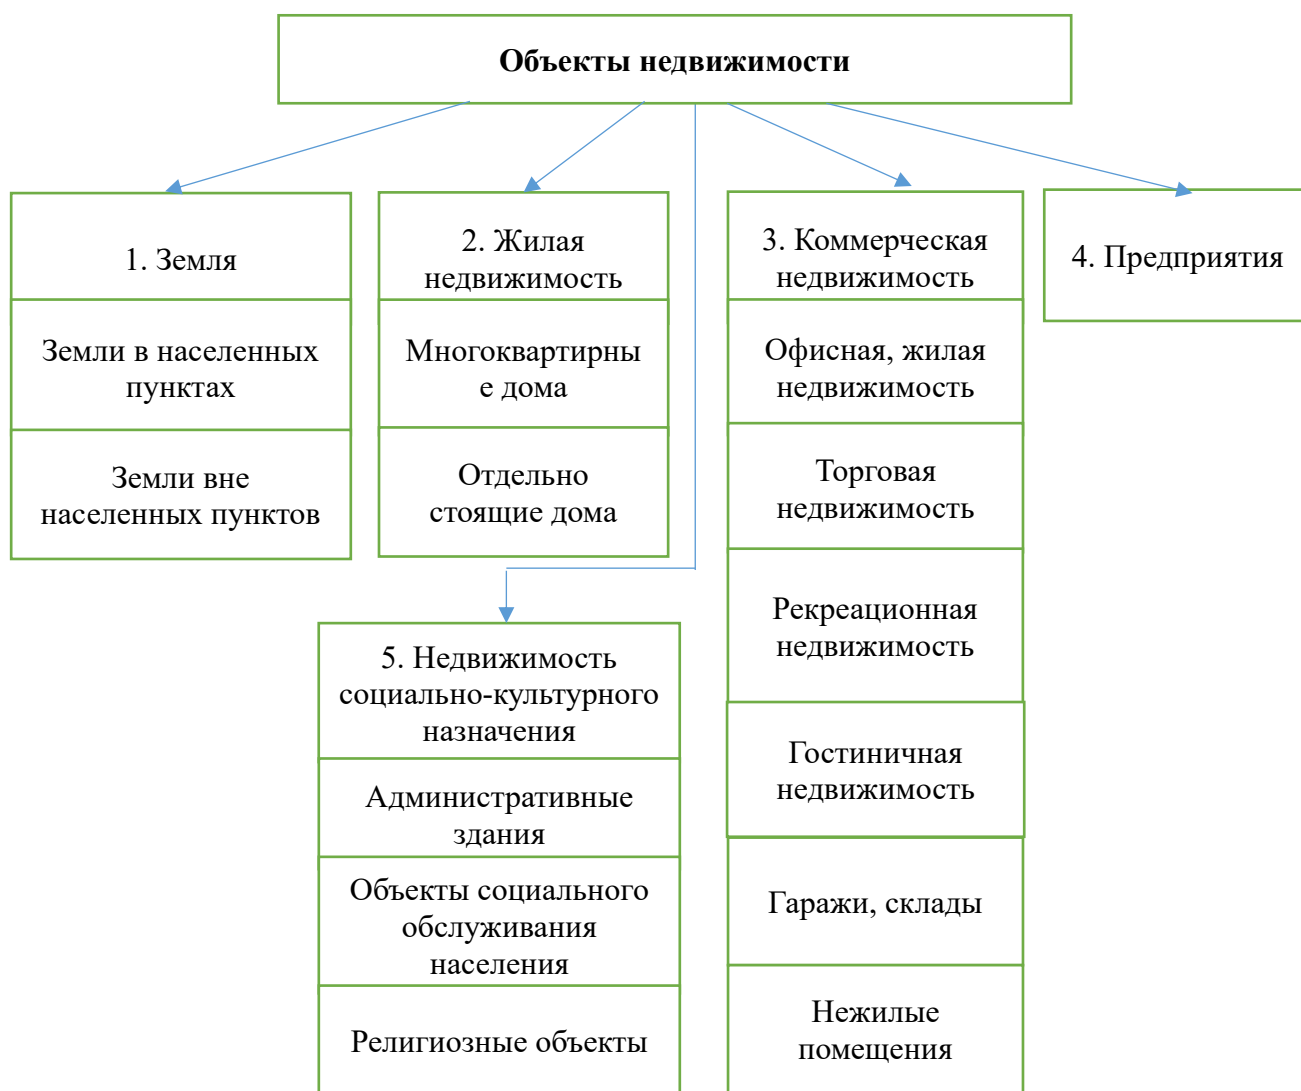 Объекты недвижимости
1. Земля
Земли в населенных
пунктах
Земли вне
населенных пунктов
2. Жилая
недвижимость
Многоквартирны
е дома
Отдельно
стоящие дома
3. Коммерческая
недвижимость
Офисная, жилая
недвижимость
Торговая
недвижимость
Рекреационная
недвижимость
Гостиничная
недвижимость
Гаражи, склады
Нежилые
помещения
4. Предприятия
5. Недвижимость
социально-культурного
назначения
Административные
здания
Объекты социального
обслуживания
населения
Религиозные объекты